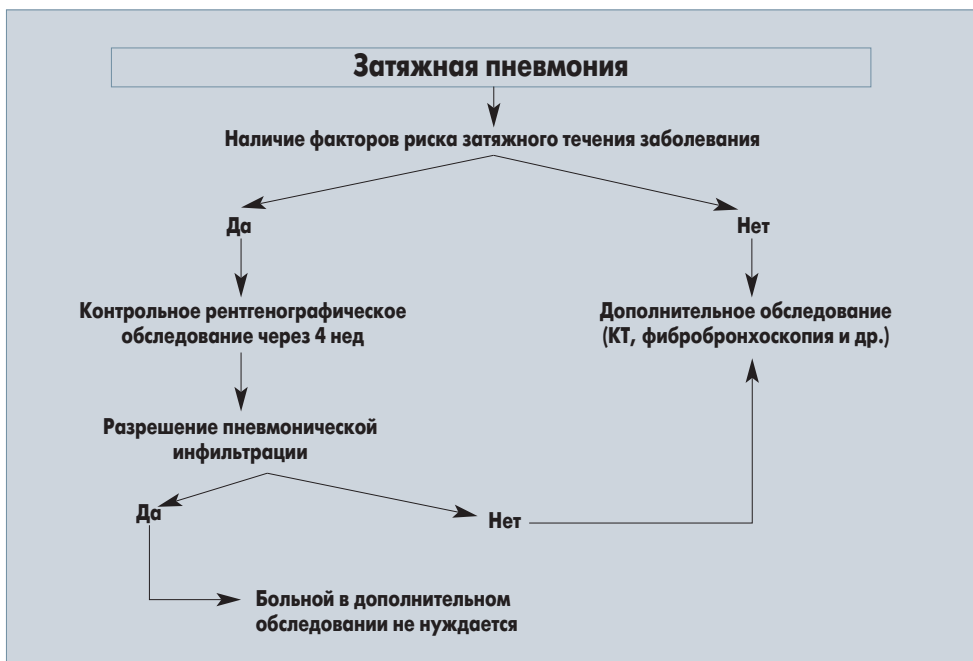 Затяжная пневмония
Наличие факторов риска затяжного течения заболевания
Да
Нет
Контрольное рентгенографическое
обследование через 4 нед
Дополнительное обследование
(КТ, фибробронхоскопия и др.)
Разрешение пневмонической
инфильтрации
Да
Нет
Больной в дополнительном
обследовании не нуждается